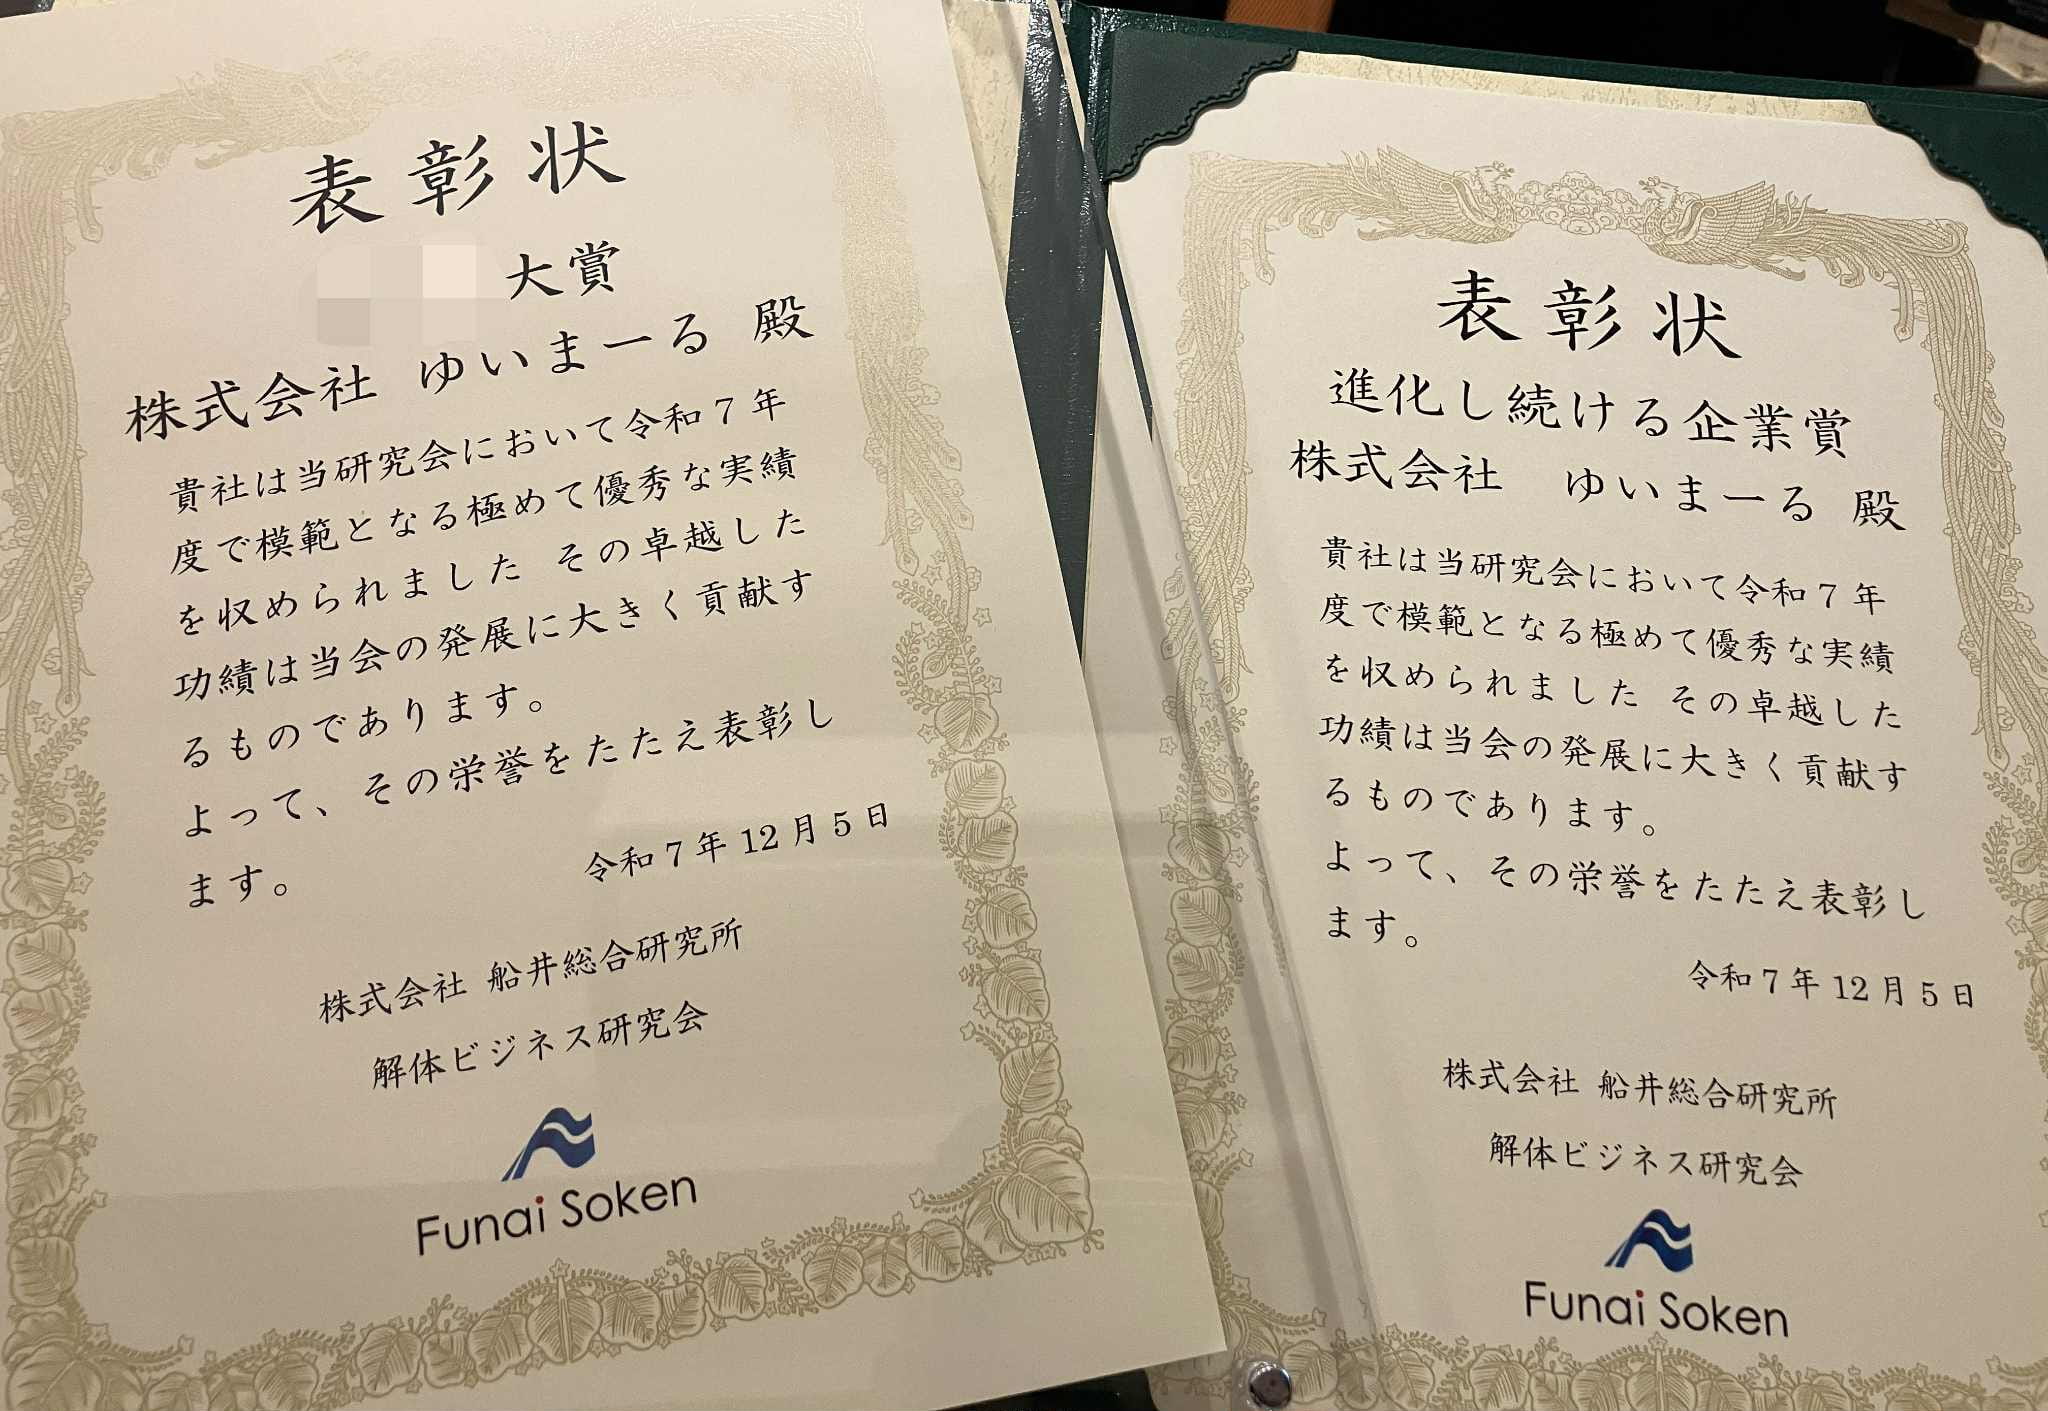 表彰状
大賞
株式会社 ゆいまーる 殿
貴社は当研究会において令和7年
度で模範となる極めて優秀な実績
を収められました その卓越した
功績は当会の発展に大きく貢献す
るものであります。
よって、その栄誉をたたえ表彰し
ます。
令和7年12月5日
株式会社 船井総合研究所
解体ビジネス研究会
Funai Soken
表彰状
進化し続ける企業賞
株式会社 ゆいまーる 殿
貴社は当研究会において令和7年
度で模範となる極めて優秀な実績
を収められました その卓越した
功績は当会の発展に大きく貢献す
るものであります。
よって、その栄誉をたたえ表彰し
ます。
令和7年12月5日
株式会社 船井総合研究所
解体ビジネス研究会
Funai Soken